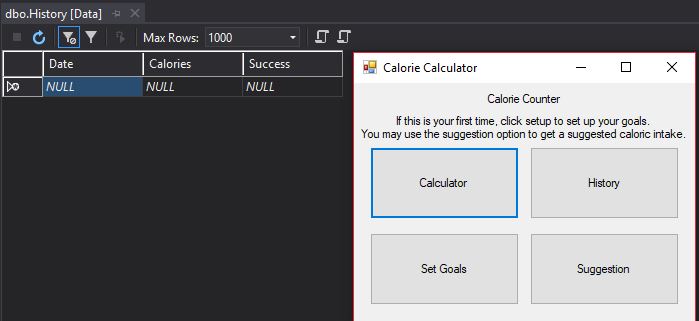 dbo.History [Data]
Max Rows: 1000
Date Calories Success
NULL NULL NULL
Calorie Calculator
Calorie Counter
If this is your first time, click setup to set up your goals.
You may use the suggestion option to get a suggested caloric intake.
Calculator History
Set Goals Suggestion